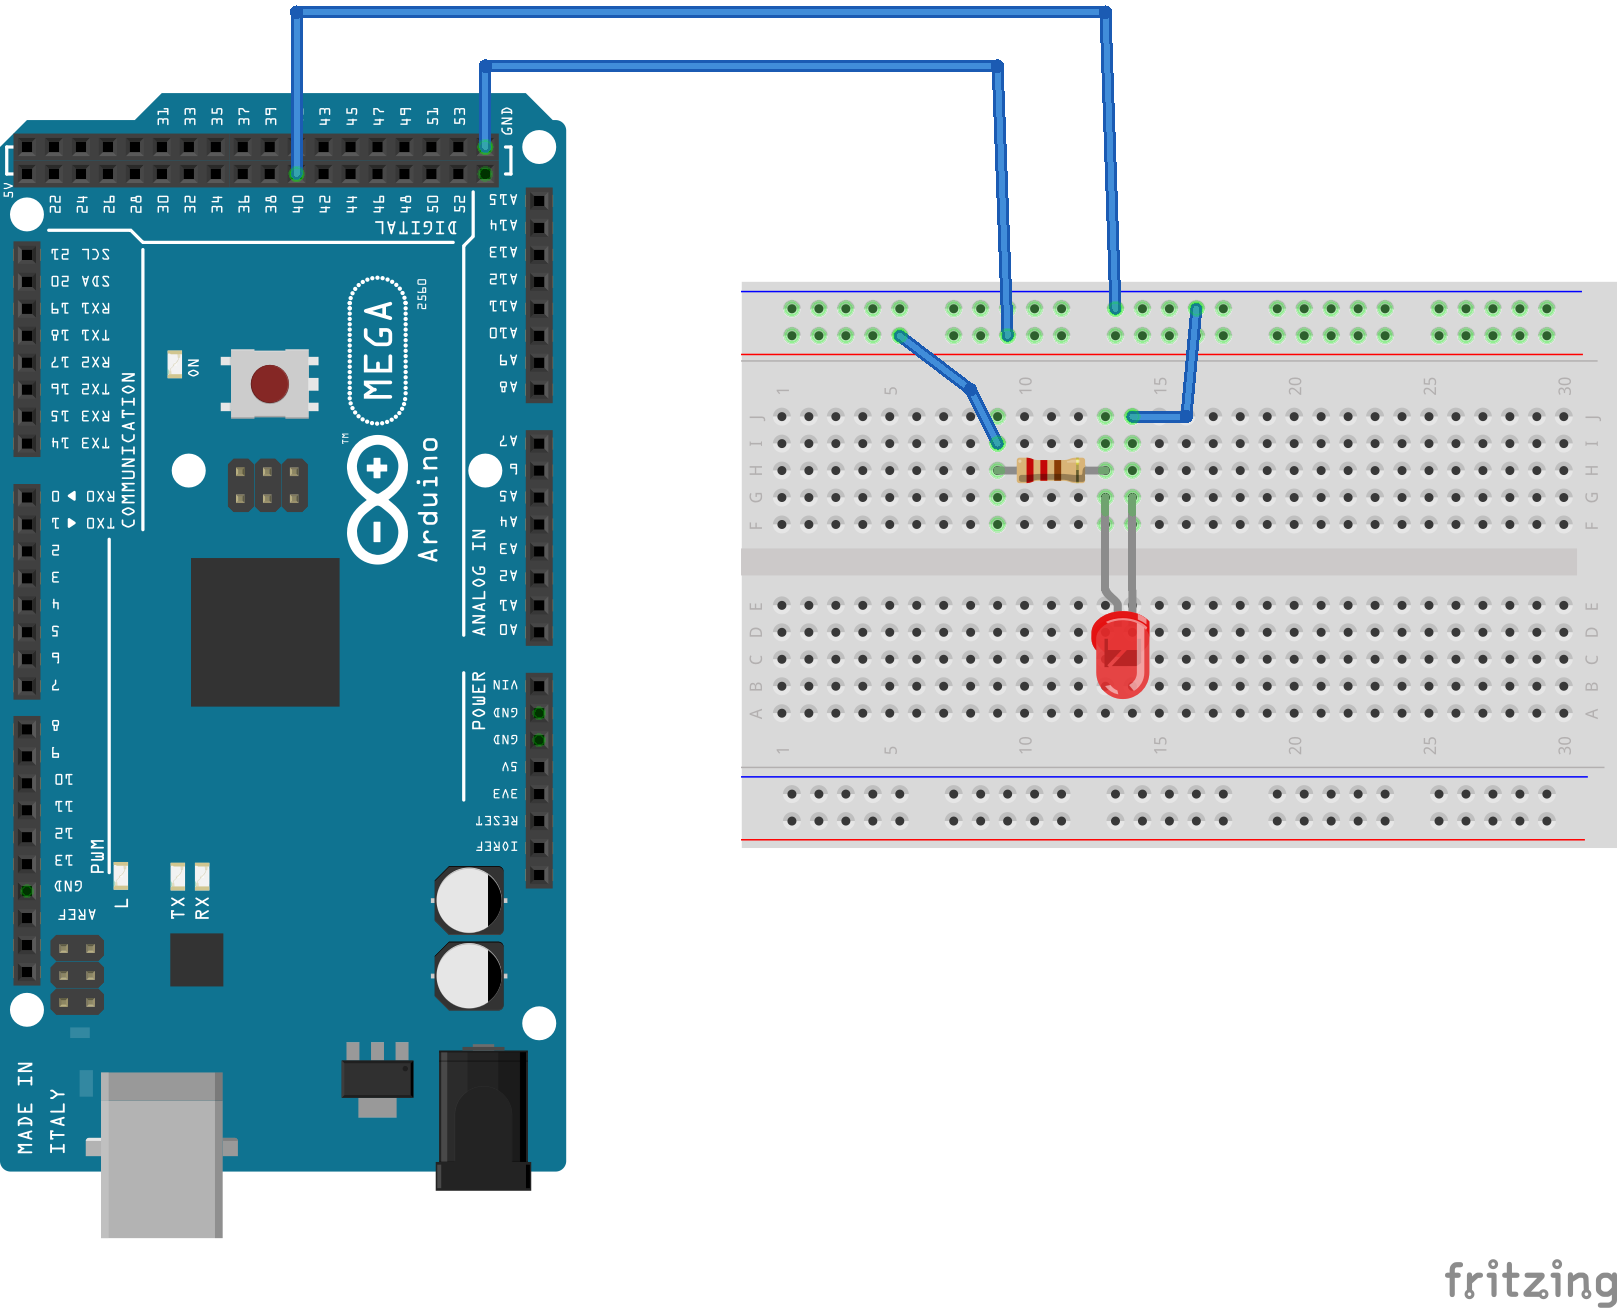 31 33 35 37 39 43 45 47 49 51 53 GND
5V 22 24 26 28 30 32 34 36 38 40 42 44 46 48 50 52
DIGITAL
SCL 21
SDA 20
RX1 19
TX1 18
RX2 17
TX2 16
RX3 15
TX3 14
COMMUNICATION
RX0 ◀ 0
TX0 ▶ 1
2
3
4
5
6
7
8
9
10
11
12
13
GND
AREF
PWM
L
TX
RX
ON
MEGA
2560
TM
Arduino
A15
A14
A13
A12
A11
A10
A9
A8
A7
6
A5
A4
A3
A2
A1
A0
ANALOG IN
POWER
VIN
GND
GND
5V
3V3
RESET
IOREF
MADE IN
ITALY
1 5 10 15 20 25 30
J J
I I
H H
G G
F F
E E
D D
C C
B B
A A
1 5 10 15 20 25 30
fritzing